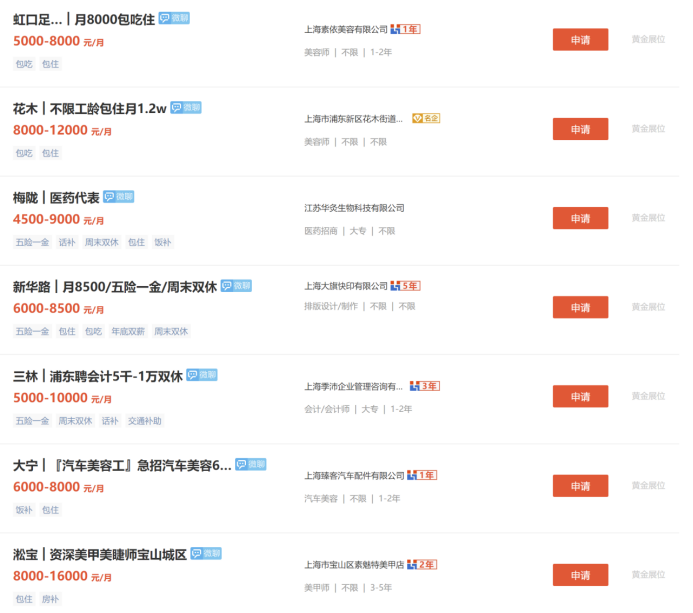 虹口足... | 月8000包吃住 微聊
上海素依美容有限公司 1年
5000-8000 元/月
美容师 | 不限 | 1-2年
申请
黄金展位
包吃 包住
花木 | 不限工龄包住月1.2w 微聊
上海市浦东新区花木街道... 名企
8000-12000 元/月
美容师 | 不限 | 不限
申请
黄金展位
包吃 包住
梅陇 | 医药代表 微聊
江苏华灸生物科技有限公司
4500-9000 元/月
医药招商 | 大专 | 不限
申请
黄金展位
五险一金 话补 周末双休 包住 饭补
新华路 | 月8500/五险一金/周末双休 微聊
上海大旗快印有限公司 5年
6000-8500 元/月
排版设计/制作 | 不限 | 不限
申请
黄金展位
五险一金 包住 包吃 年底双薪 周末双休
三林 | 浦东聘会计5千-1万双休 微聊
上海季沛企业管理咨询有... 3年
5000-10000 元/月
会计/会计师 | 大专 | 1-2年
申请
黄金展位
五险一金 周末双休 话补 交通补助
大宁 | 『汽车美容工』急招汽车美容6... 微聊
上海臻客汽车配件有限公司 1年
6000-8000 元/月
汽车美容 | 不限 | 1-2年
申请
黄金展位
饭补 包住
淞宝 | 资深美甲美睫师宝山城区 微聊
上海市宝山区素魅特美甲店 2年
8000-16000 元/月
美甲师 | 不限 | 3-5年
申请
黄金展位
包住 房补